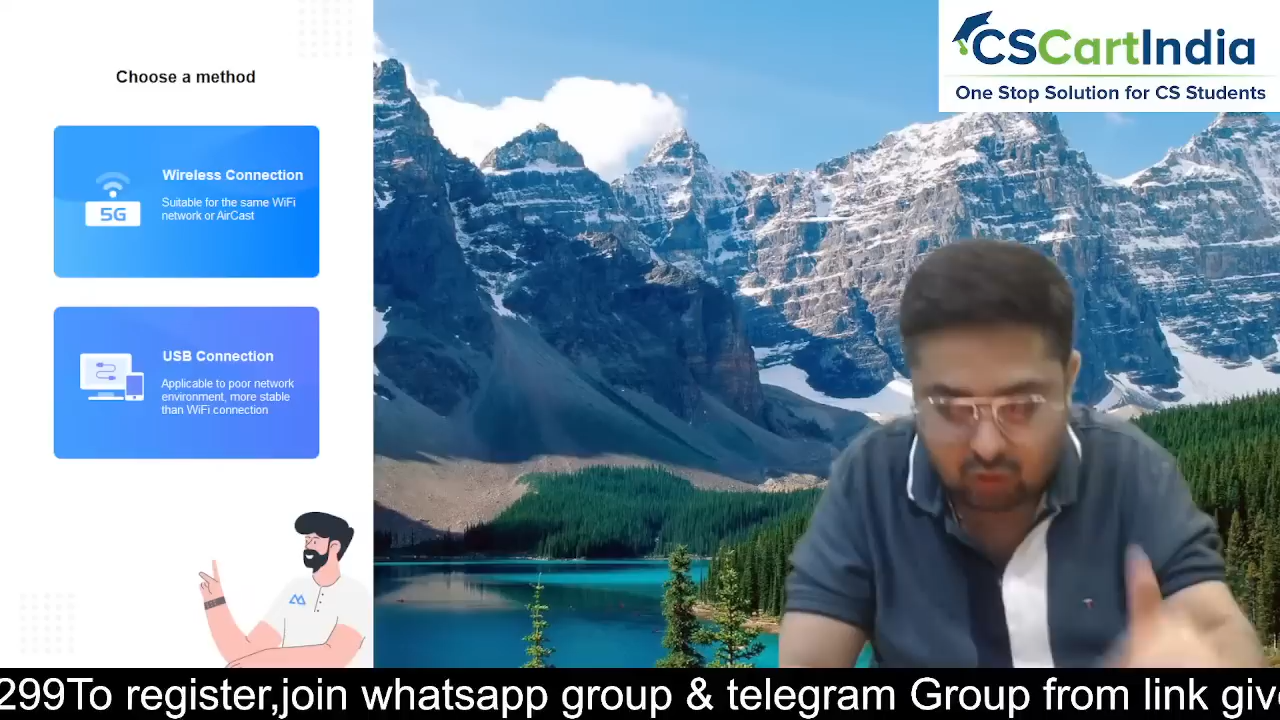 CSCartIndia
One Stop Solution for CS Students
Choose a method
Wireless Connection
Suitable for the same WiFi
network or AirCast
5G
USB Connection
Applicable to poor network
environment, more stable
than WiFi connection
299To register,join whatsapp group & telegram Group from link giv